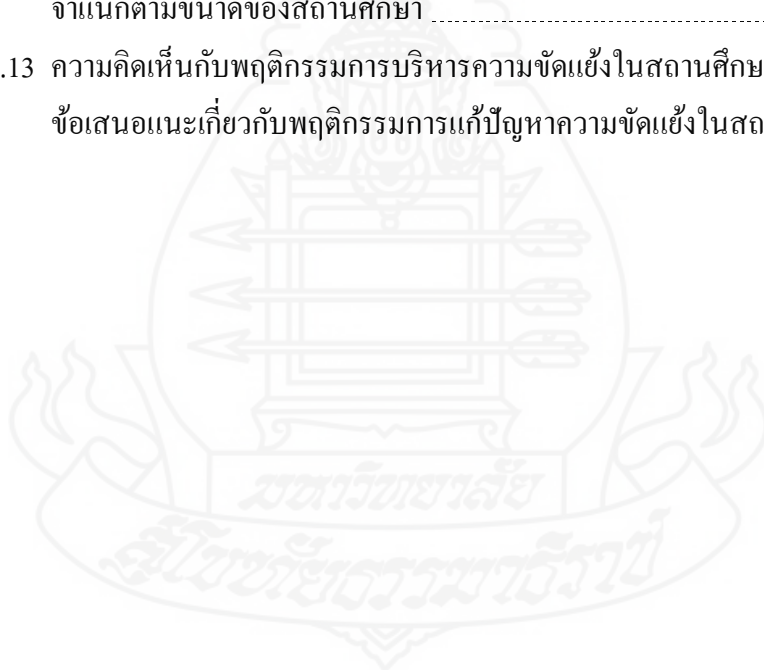 จำแนกตามขนาดของสถานศึกษา
.13 ความคิดเห็นกับพฤติกรรมการบริหารความขัดแย้งในสถานศึกษ
ข้อเสนอแนะเกี่ยวกับพฤติกรรมการแก้ปัญหาความขัดแย้งในสถ
มหาวิทยาลัย
สุโขทัยธรรมาธิราช